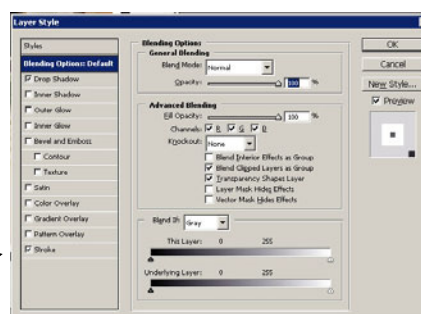 Layer Style
Styles
Blending Options: Default
Drop Shadow
Inner Shadow
Outer Glow
Inner Glow
Bevel and Emboss
Contour
Texture
Satin
Color Overlay
Gradient Overlay
Pattern Overlay
Stroke
Blending Options
General Blending
Blend Mode: Normal
Opacity: 100 %
Advanced Blending
Fill Opacity: 100 %
Channels: R G B
Knockout: None
Blend Interior Effects as Group
Blend Clipped Layers as Group
Transparency Shapes Layer
Layer Mask Hides Effects
Vector Mask Hides Effects
Blend If: Gray
This Layer: 0 255
Underlying Layer: 0 255
OK
Cancel
New Style...
Preview